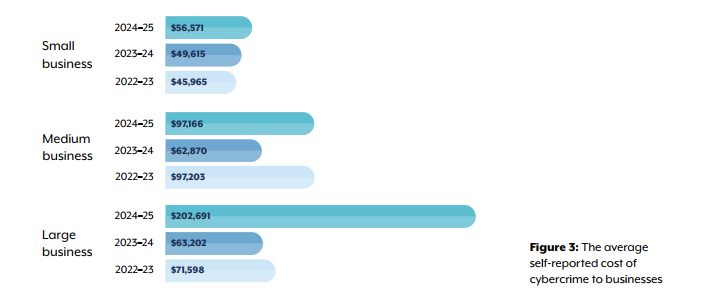 Small
business
2024–25 $56,571
2023–24 $49,615
2022–23 $45,965
Medium
business
2024–25 $97,166
2023–24 $62,870
2022–23 $97,203
Large
business
2024–25 $202,691
2023–24 $63,202
2022–23 $71,598
Figure 3: The average
self-reported cost of
cybercrime to businesses